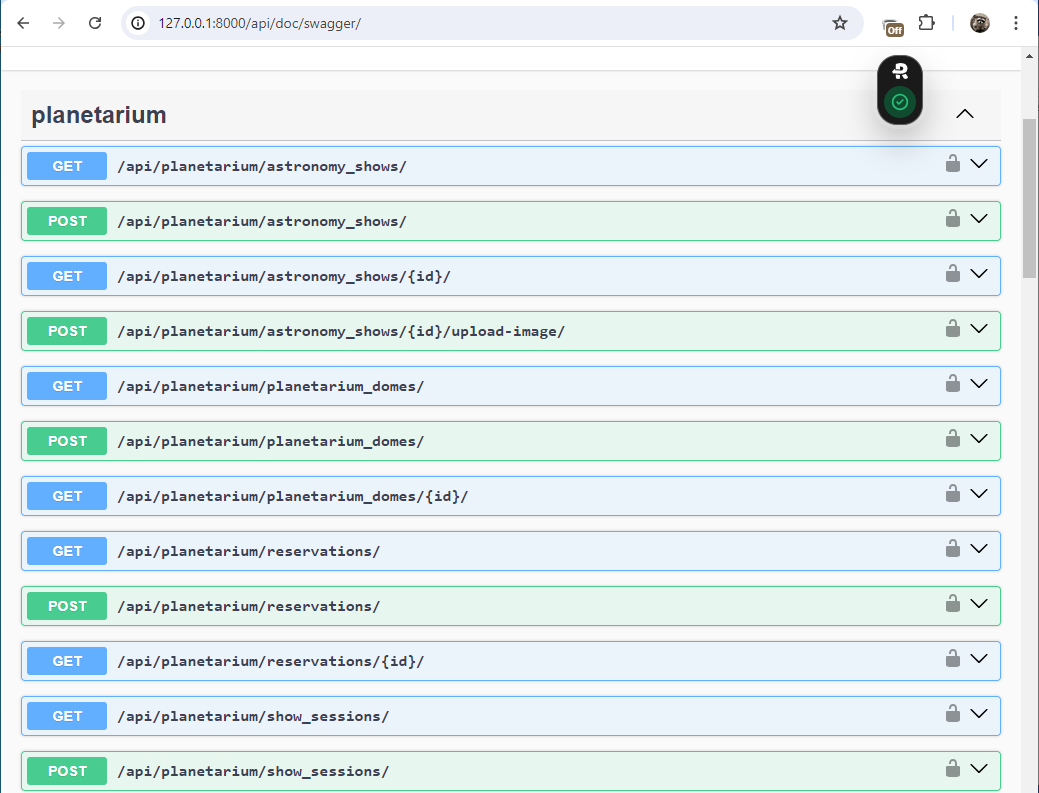 127.0.0.1:8000/api/doc/swagger/
Off
planetarium
GET /api/planetarium/astronomy_shows/
POST /api/planetarium/astronomy_shows/
GET /api/planetarium/astronomy_shows/{id}/
POST /api/planetarium/astronomy_shows/{id}/upload-image/
GET /api/planetarium/planetarium_domes/
POST /api/planetarium/planetarium_domes/
GET /api/planetarium/planetarium_domes/{id}/
GET /api/planetarium/reservations/
POST /api/planetarium/reservations/
GET /api/planetarium/reservations/{id}/
GET /api/planetarium/show_sessions/
POST /api/planetarium/show_sessions/